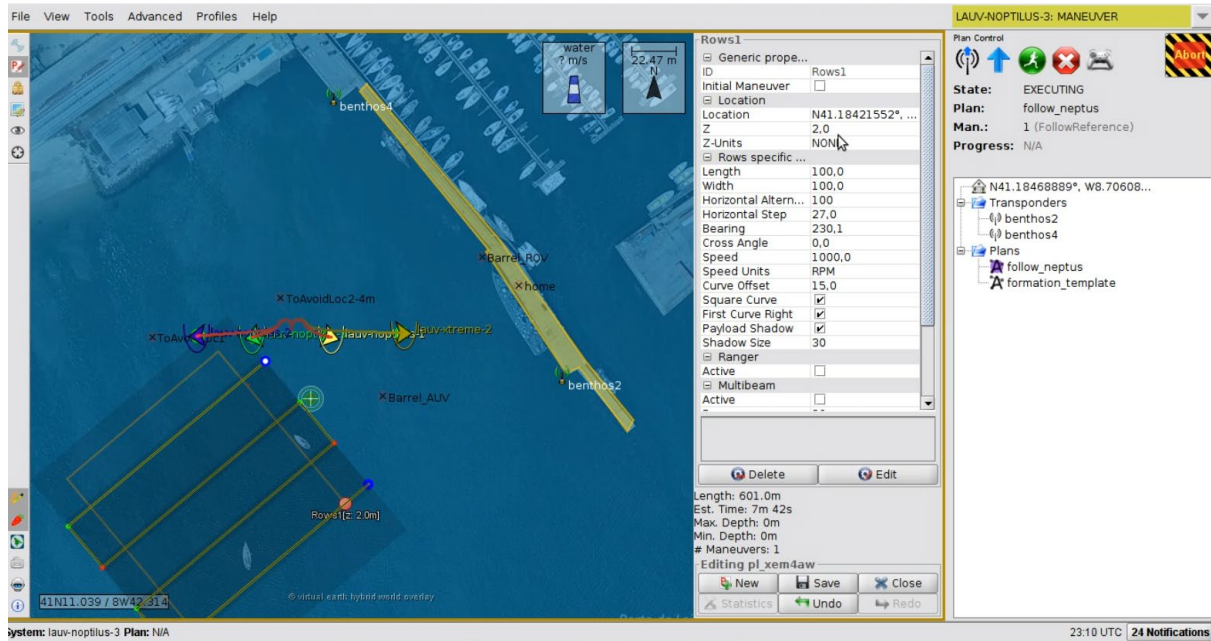 File View Tools Advanced Profiles Help
LAUV-NOPTILUS-3: MANEUVER
water
? m/s
22.47 m
N
benthos4
×Barrel_ROV
×home
×ToAvoidLoc2-4m
lauv-xtreme-2
benthos2
×Barrel_AUV
Rows1[z: 2.0m]
41N11.039 / 8W42.314
© virtual earth hybrid world overlay
Rows1
Generic prope...
ID Rows1
Initial Maneuver
Location
Location N41.18421552°, ...
Z 2,0
Z-Units NON
Rows specific ...
Length 100,0
Width 100,0
Horizontal Altern... 100
Horizontal Step 27,0
Bearing 230,1
Cross Angle 0,0
Speed 1000,0
Speed Units RPM
Curve Offset 15,0
Square Curve
First Curve Right
Payload Shadow
Shadow Size 30
Ranger
Active
Multibeam
Active
Delete Edit
Length: 601.0m
Est. Time: 7m 42s
Max. Depth: 0m
Min. Depth: 0m
# Maneuvers: 1
Editing pl_xem4aw
New Save Close
Statistics Undo Redo
Plan Control
Abort
State: EXECUTING
Plan: follow_neptus
Man.: 1 (FollowReference)
Progress: N/A
N41.18468889°, W8.70608...
Transponders
benthos2
benthos4
Plans
follow_neptus
formation_template
System: lauv-noptilus-3 Plan: N/A
23:10 UTC 24 Notifications